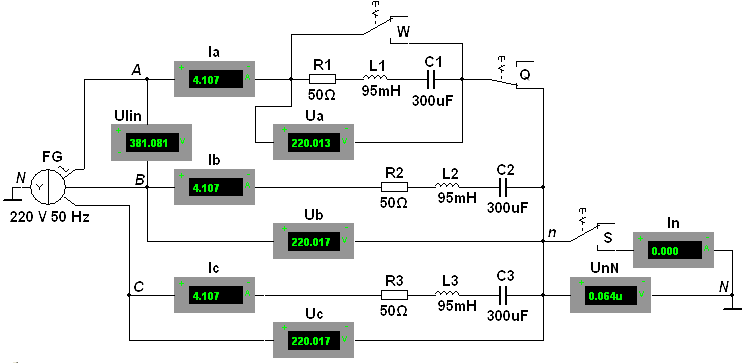 W
Ia
R1
L1
C1
A
4.107
Q
50Ω
95mH
300uF
Ulin
Ua
381.081
220.013
FG
Ib
R2
L2
C2
N
Y
B
4.107
50Ω
95mH
300uF
220 V 50 Hz
Ub
n
S
In
220.017
0.000
Ic
R3
L3
C3
UnN
C
4.107
N
0.064u
50Ω
95mH
300uF
Uc
220.017